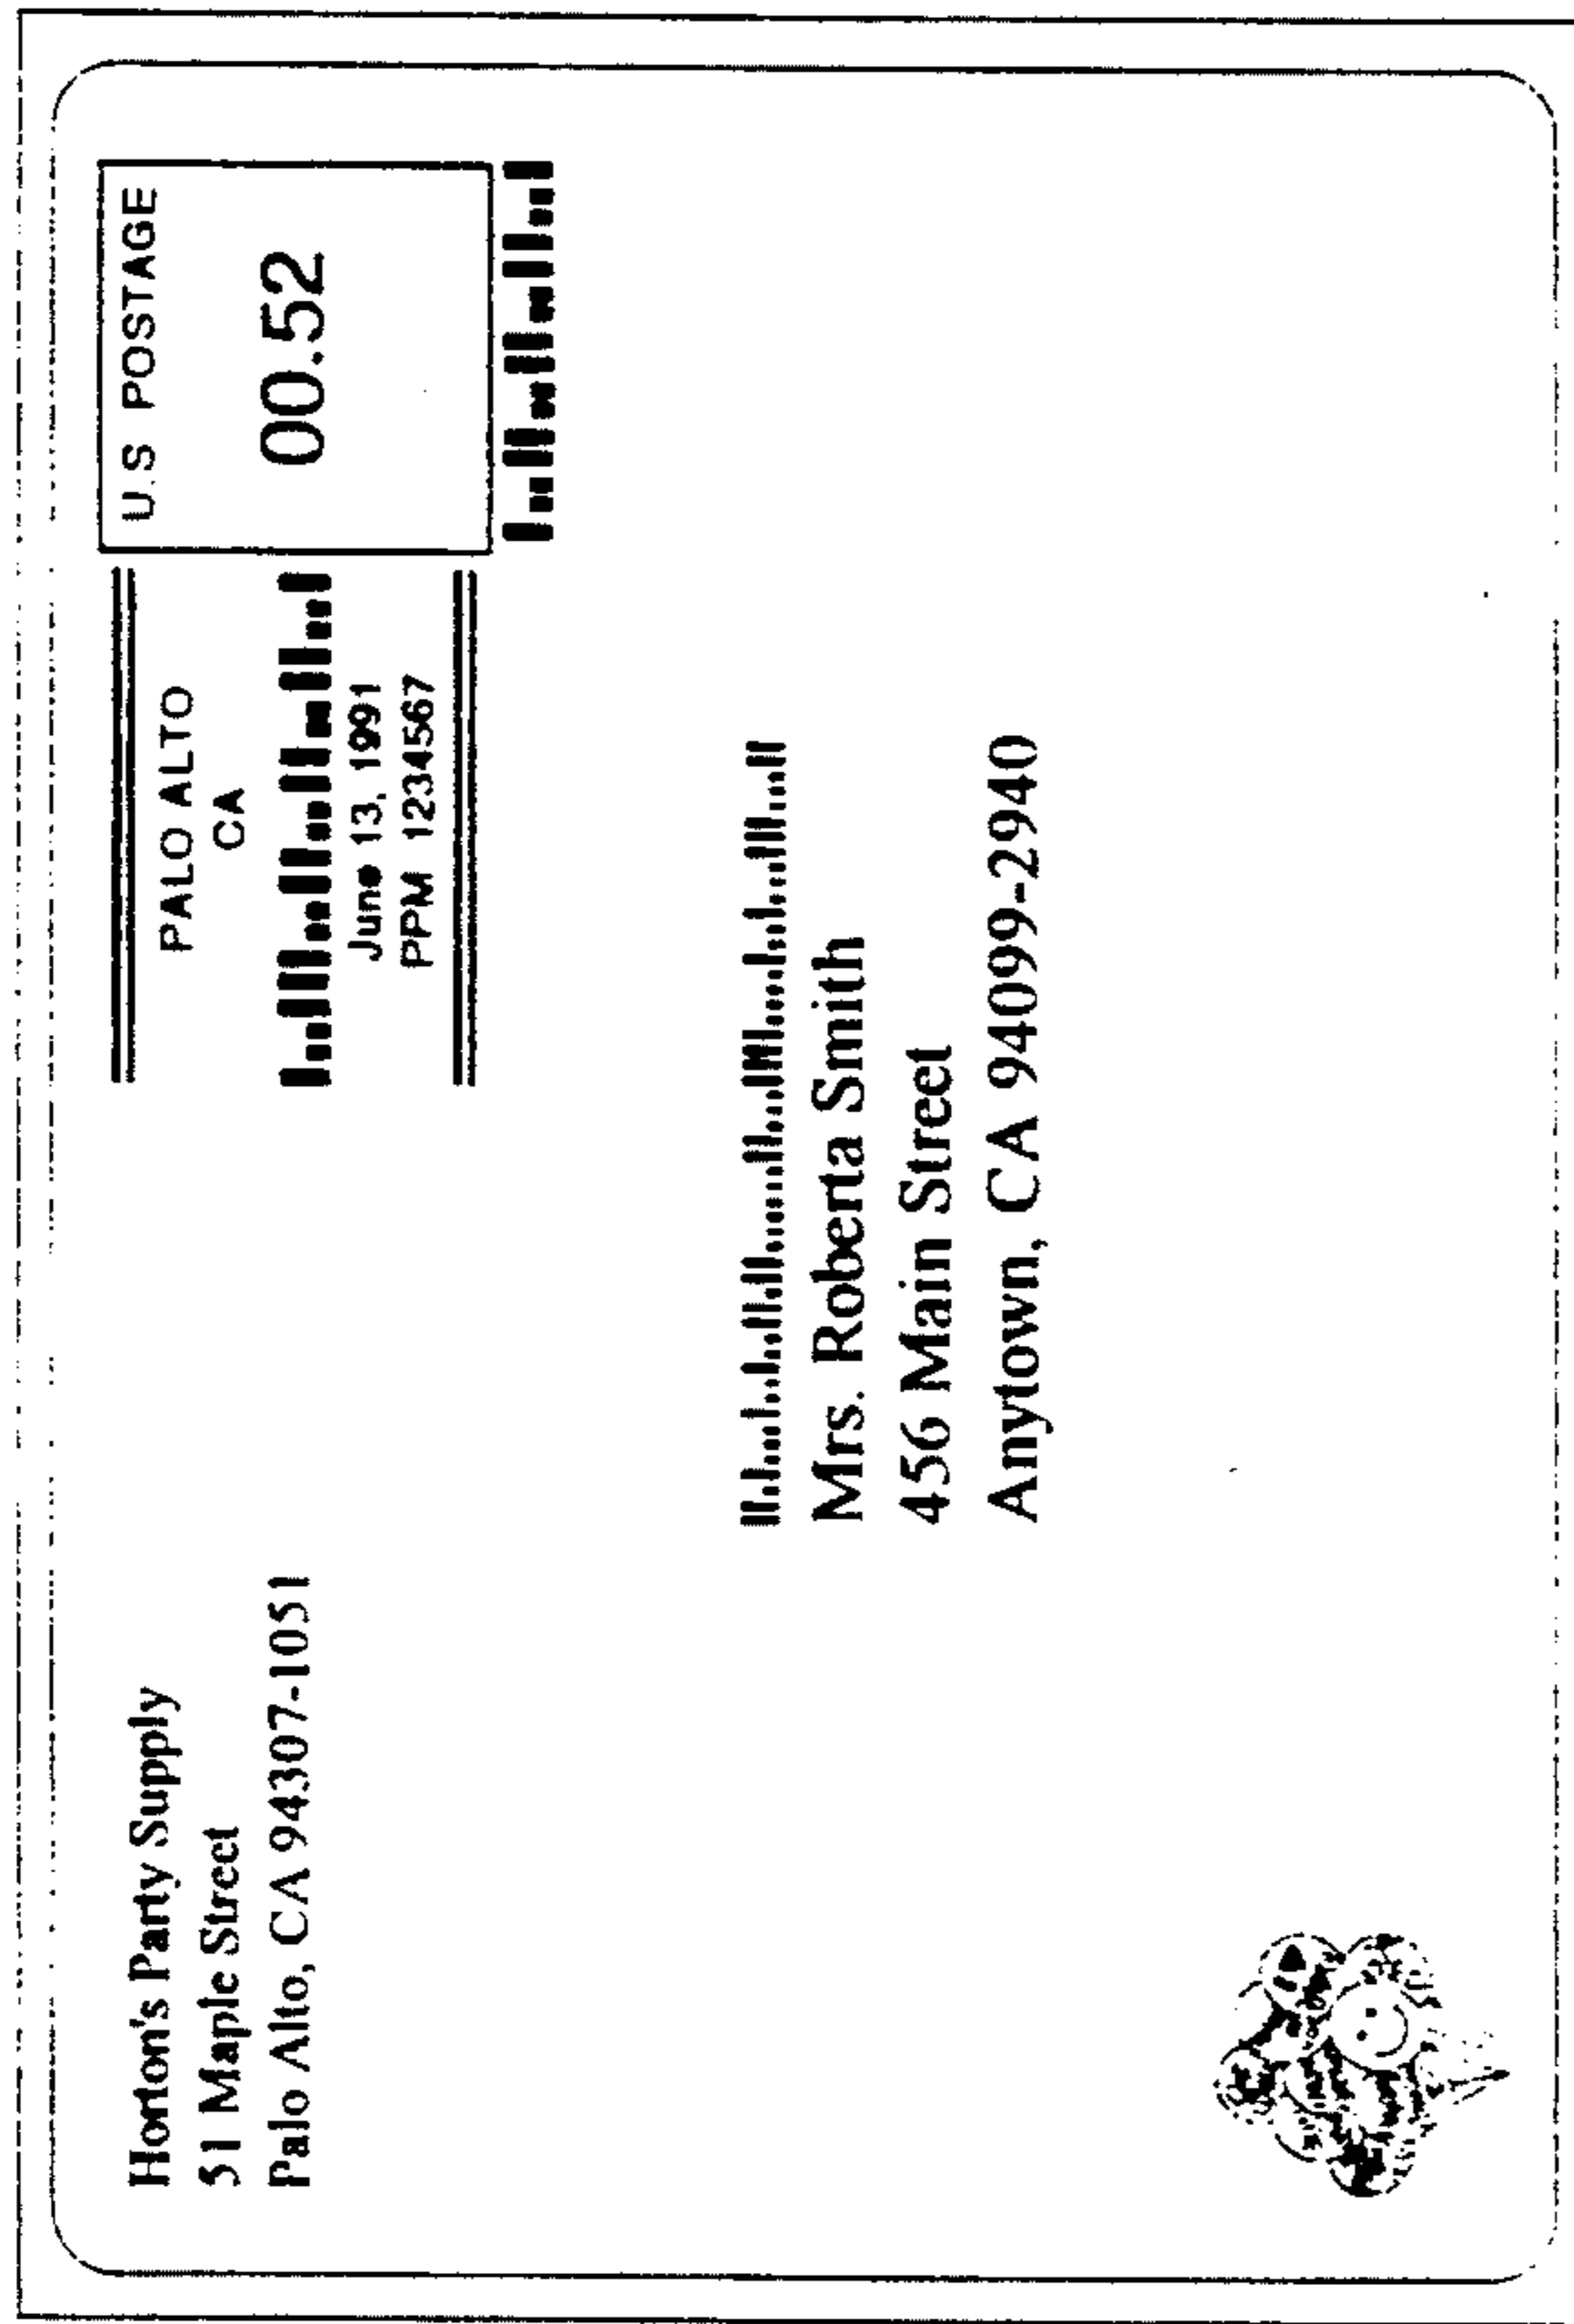 Horton's Party Supply
51 Maple Street
Palo Alto, CA 94307-1051
PALO ALTO
CA
June 13, 1991
PPM 1234567
U.S POSTAGE
00.52
Mrs. Roberta Smith
456 Main Street
Anytown, CA 94099-2940